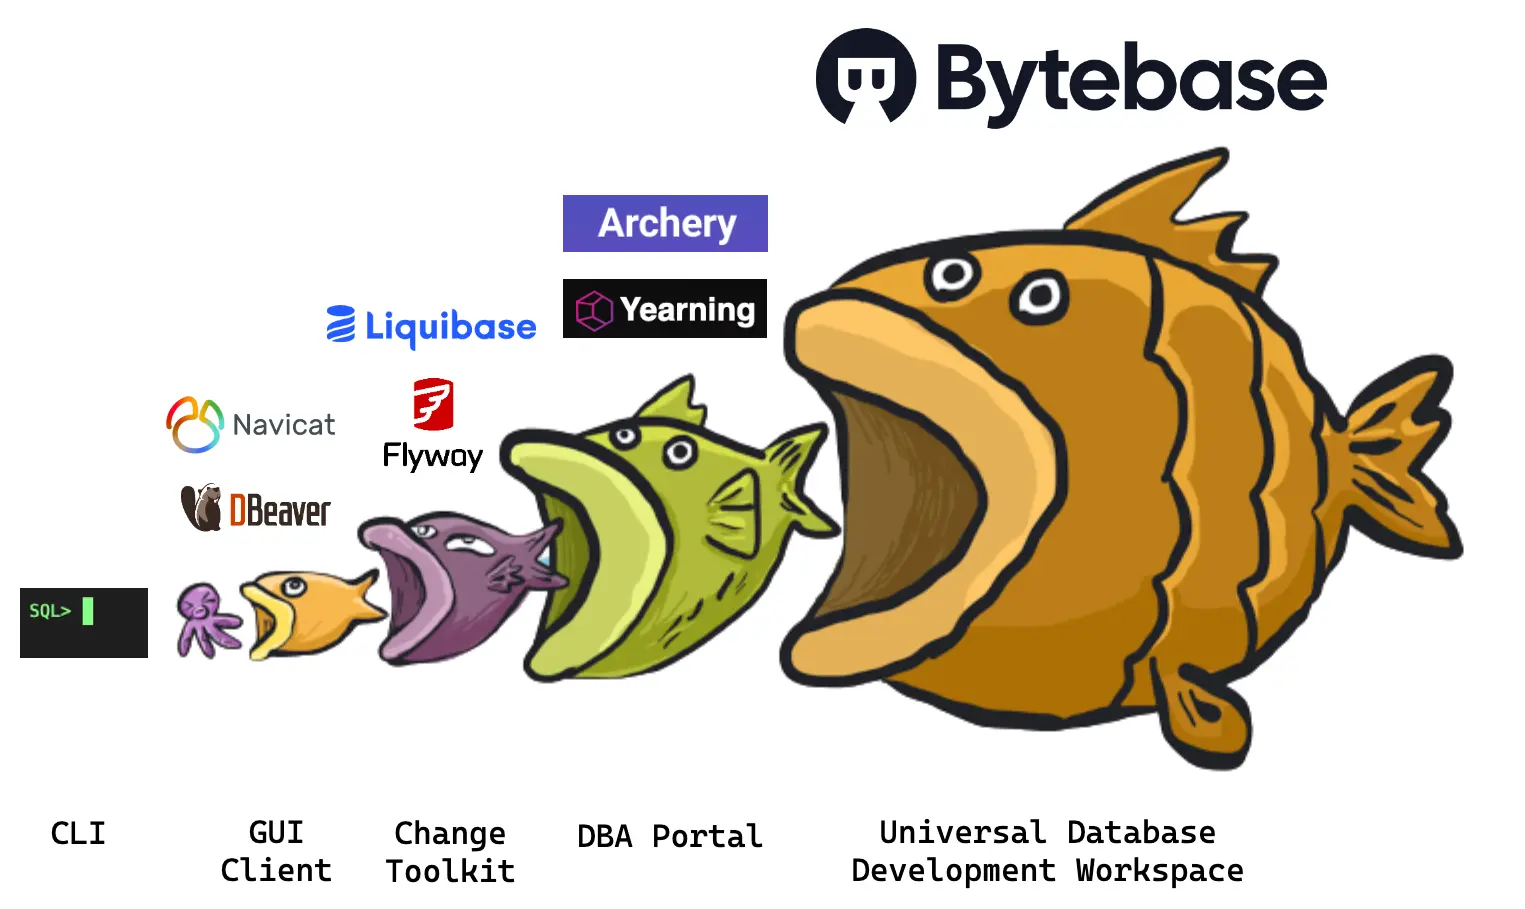 Bytebase
Archery
Yearning
Liquibase
Navicat
Flyway
DBeaver
SQL>
CLI
GUI
Client
Change
Toolkit
DBA Portal
Universal Database
Development Workspace